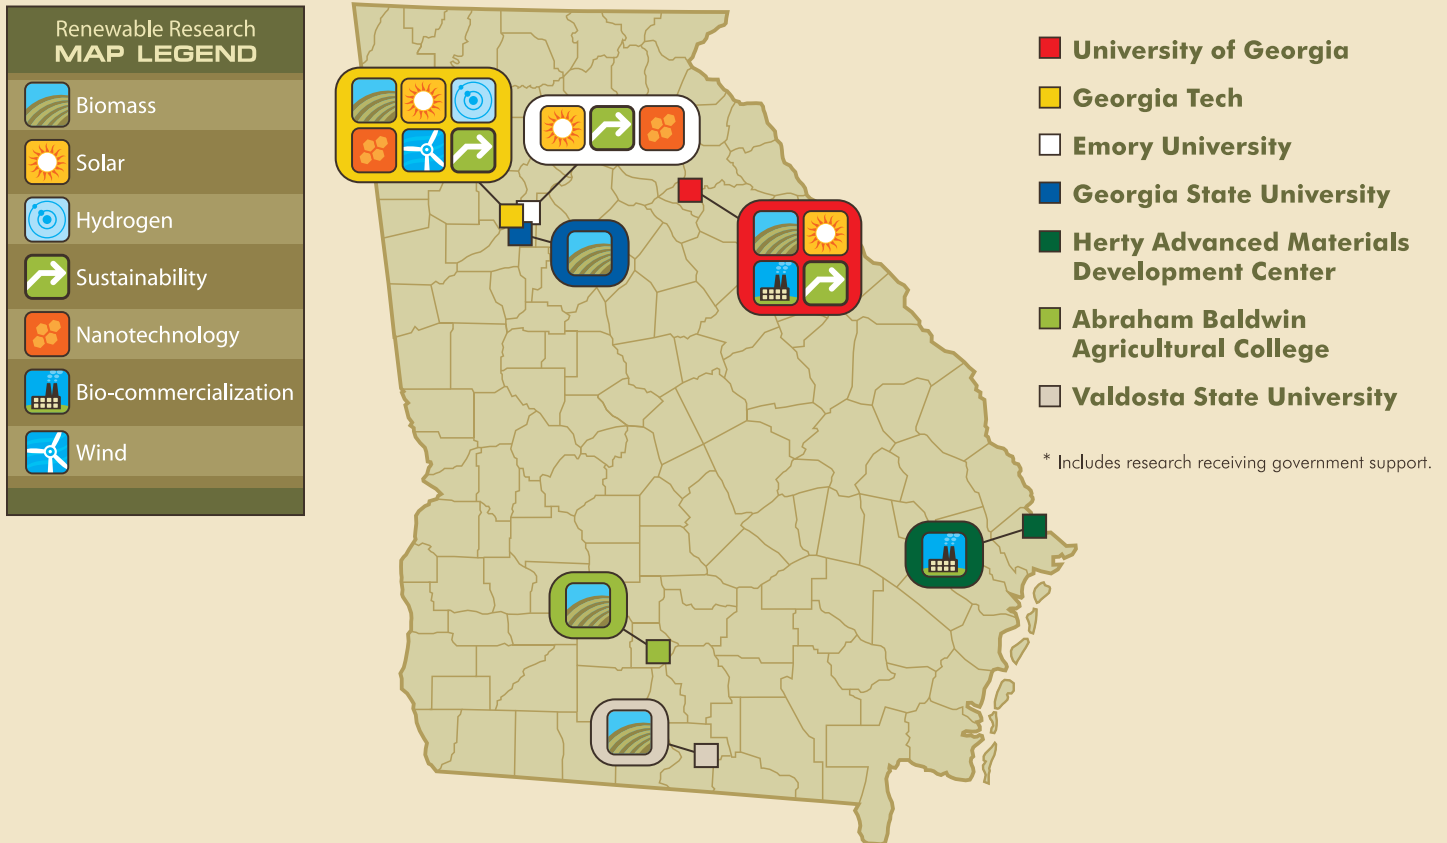 Renewable Research
MAP LEGEND
Biomass
Solar
Hydrogen
Sustainability
Nanotechnology
Bio-commercialization
Wind
University of Georgia
Georgia Tech
Emory University
Georgia State University
Herty Advanced Materials
Development Center
Abraham Baldwin
Agricultural College
Valdosta State University
* Includes research receiving government support.